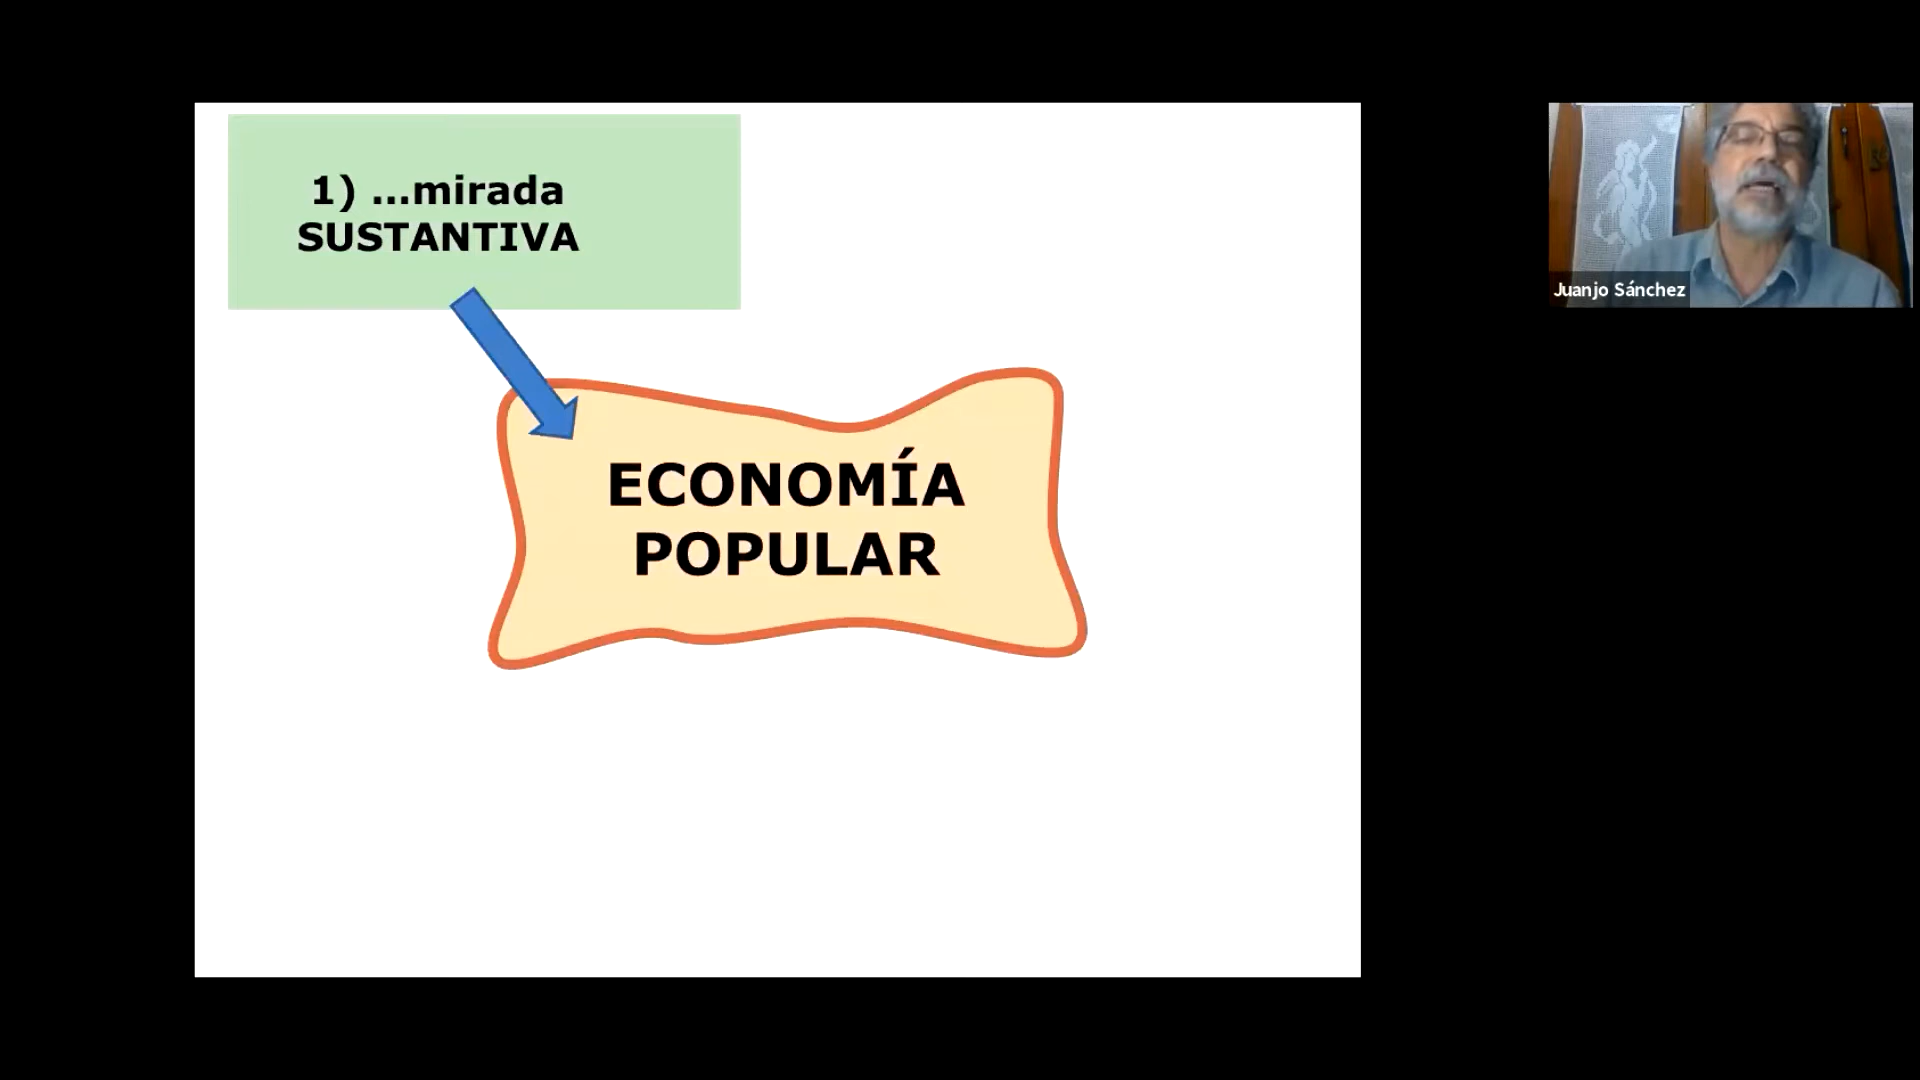 1) ...mirada
SUSTANTIVA
ECONOMÍA
POPULAR
Juanjo Sánchez